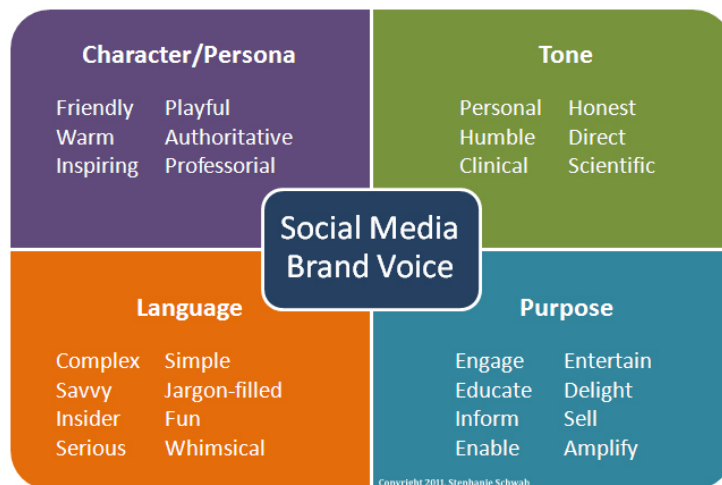 Character/Persona
Friendly Playful
Warm Authoritative
Inspiring Professorial
Tone
Personal Honest
Humble Direct
Clinical Scientific
Social Media
Brand Voice
Language
Complex Simple
Savvy Jargon-filled
Insider Fun
Serious Whimsical
Purpose
Engage Entertain
Educate Delight
Inform Sell
Enable Amplify
Copyright 2011, Stephanie Schwab